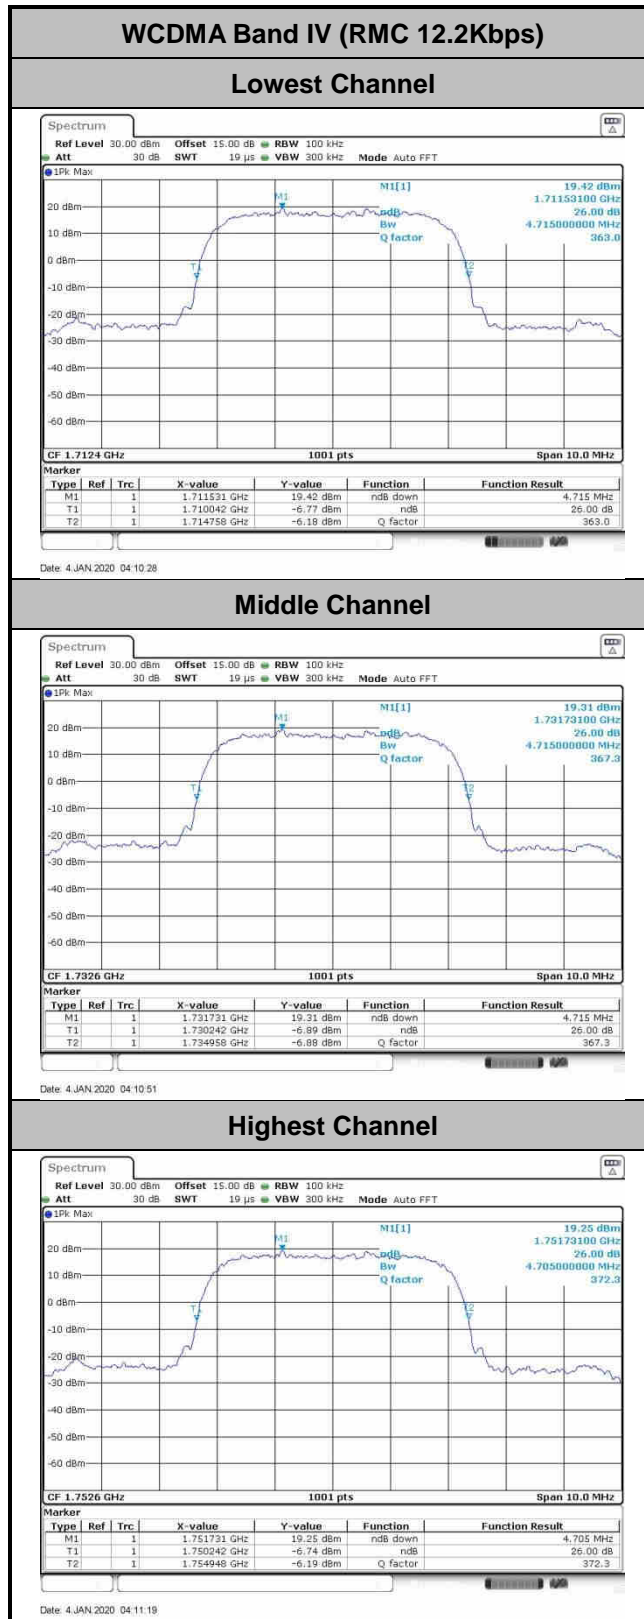 WCDMA Band IV (RMC 12.2Kbps)
Lowest Channel
Spectrum
Ref Level 30.00 dBm Offset 15.00 dB RBW 100 kHz
Att 30 dB SWT 19 µs VBW 300 kHz Mode Auto FFT
1Pk Max
M1[1] 19.42 dBm
1.71153100 GHz
ndB 26.00 dB
Bw 4.715000000 MHz
Q factor 363.0
M1
T1
T2
20 dBm
10 dBm
0 dBm
-10 dBm
-20 dBm
-30 dBm
-40 dBm
-50 dBm
-60 dBm
CF 1.7124 GHz 1001 pts Span 10.0 MHz
Marker
Type Ref Trc X-value Y-value Function Function Result
M1 1 1.711531 GHz 19.42 dBm ndB down 4.715 MHz
T1 1 1.710042 GHz -6.77 dBm ndB 26.00 dB
T2 1 1.714758 GHz -6.18 dBm Q factor 363.0
Date: 4.JAN.2020 04:10:28
Middle Channel
Spectrum
Ref Level 30.00 dBm Offset 15.00 dB RBW 100 kHz
Att 30 dB SWT 19 µs VBW 300 kHz Mode Auto FFT
1Pk Max
M1[1] 19.31 dBm
1.73173100 GHz
ndB 26.00 dB
Bw 4.715000000 MHz
Q factor 367.3
M1
T1
T2
20 dBm
10 dBm
0 dBm
-10 dBm
-20 dBm
-30 dBm
-40 dBm
-50 dBm
-60 dBm
CF 1.7326 GHz 1001 pts Span 10.0 MHz
Marker
Type Ref Trc X-value Y-value Function Function Result
M1 1 1.731731 GHz 19.31 dBm ndB down 4.715 MHz
T1 1 1.730242 GHz -6.89 dBm ndB 26.00 dB
T2 1 1.734958 GHz -6.88 dBm Q factor 367.3
Date: 4.JAN.2020 04:10:51
Highest Channel
Spectrum
Ref Level 30.00 dBm Offset 15.00 dB RBW 100 kHz
Att 30 dB SWT 19 µs VBW 300 kHz Mode Auto FFT
1Pk Max
M1[1] 19.25 dBm
1.75173100 GHz
ndB 26.00 dB
Bw 4.705000000 MHz
Q factor 372.3
M1
T1
T2
20 dBm
10 dBm
0 dBm
-10 dBm
-20 dBm
-30 dBm
-40 dBm
-50 dBm
-60 dBm
CF 1.7526 GHz 1001 pts Span 10.0 MHz
Marker
Type Ref Trc X-value Y-value Function Function Result
M1 1 1.751731 GHz 19.25 dBm ndB down 4.705 MHz
T1 1 1.750242 GHz -6.74 dBm ndB 26.00 dB
T2 1 1.754948 GHz -6.19 dBm Q factor 372.3
Date: 4.JAN.2020 04:11:19